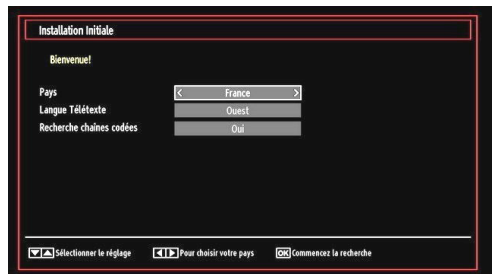 Installation Initiale
Bienvenue!
Pays < France >
Langue Télétexte Ouest
Recherche chaînes codées Oui
Sélectionner le réglage Pour choisir votre pays OK Commencez la recherche